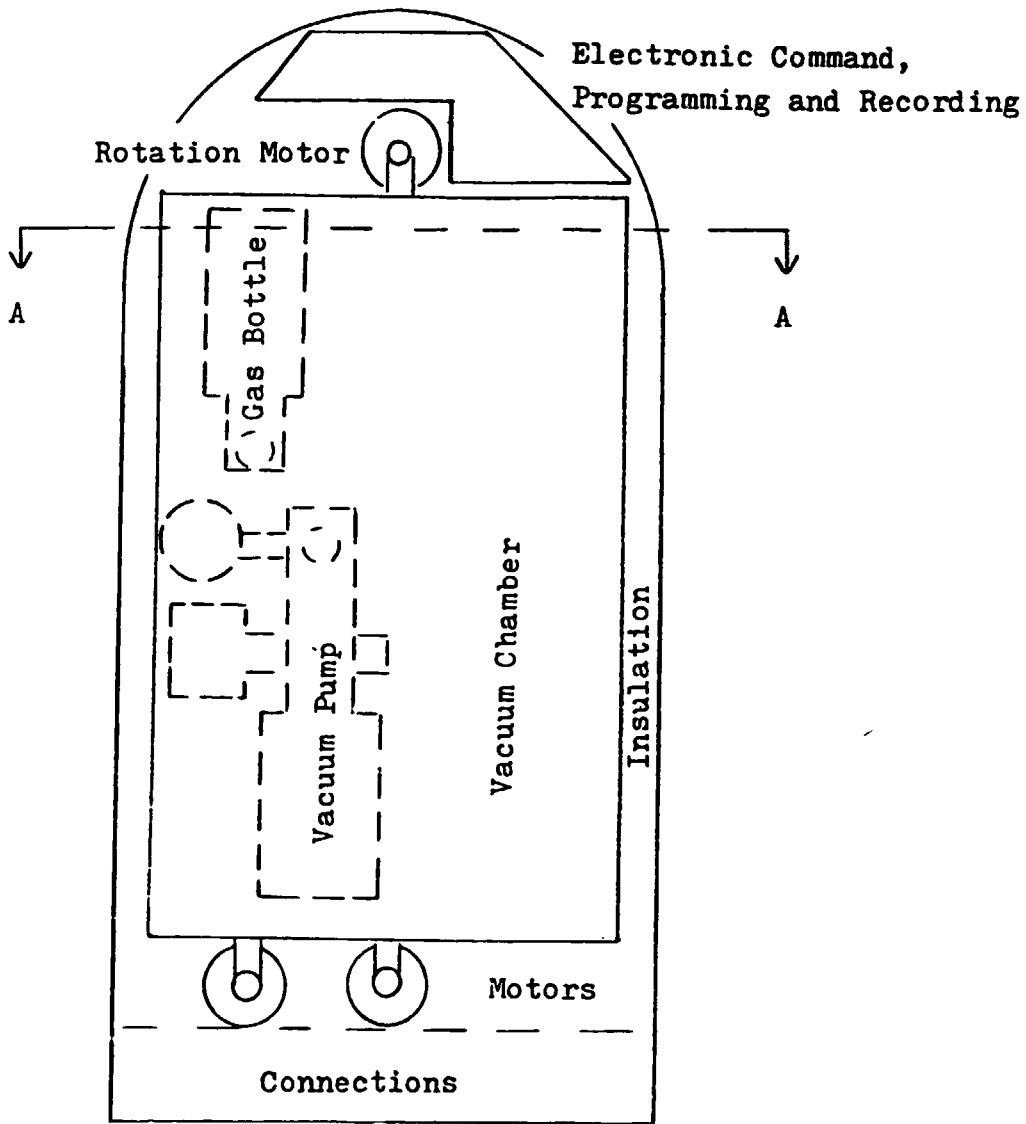 Electronic Command,
Programming and Recording
Rotation Motor
A
A
Gas Bottle
Vacuum Pump
Vacuum Chamber
Insulation
Motors
Connections